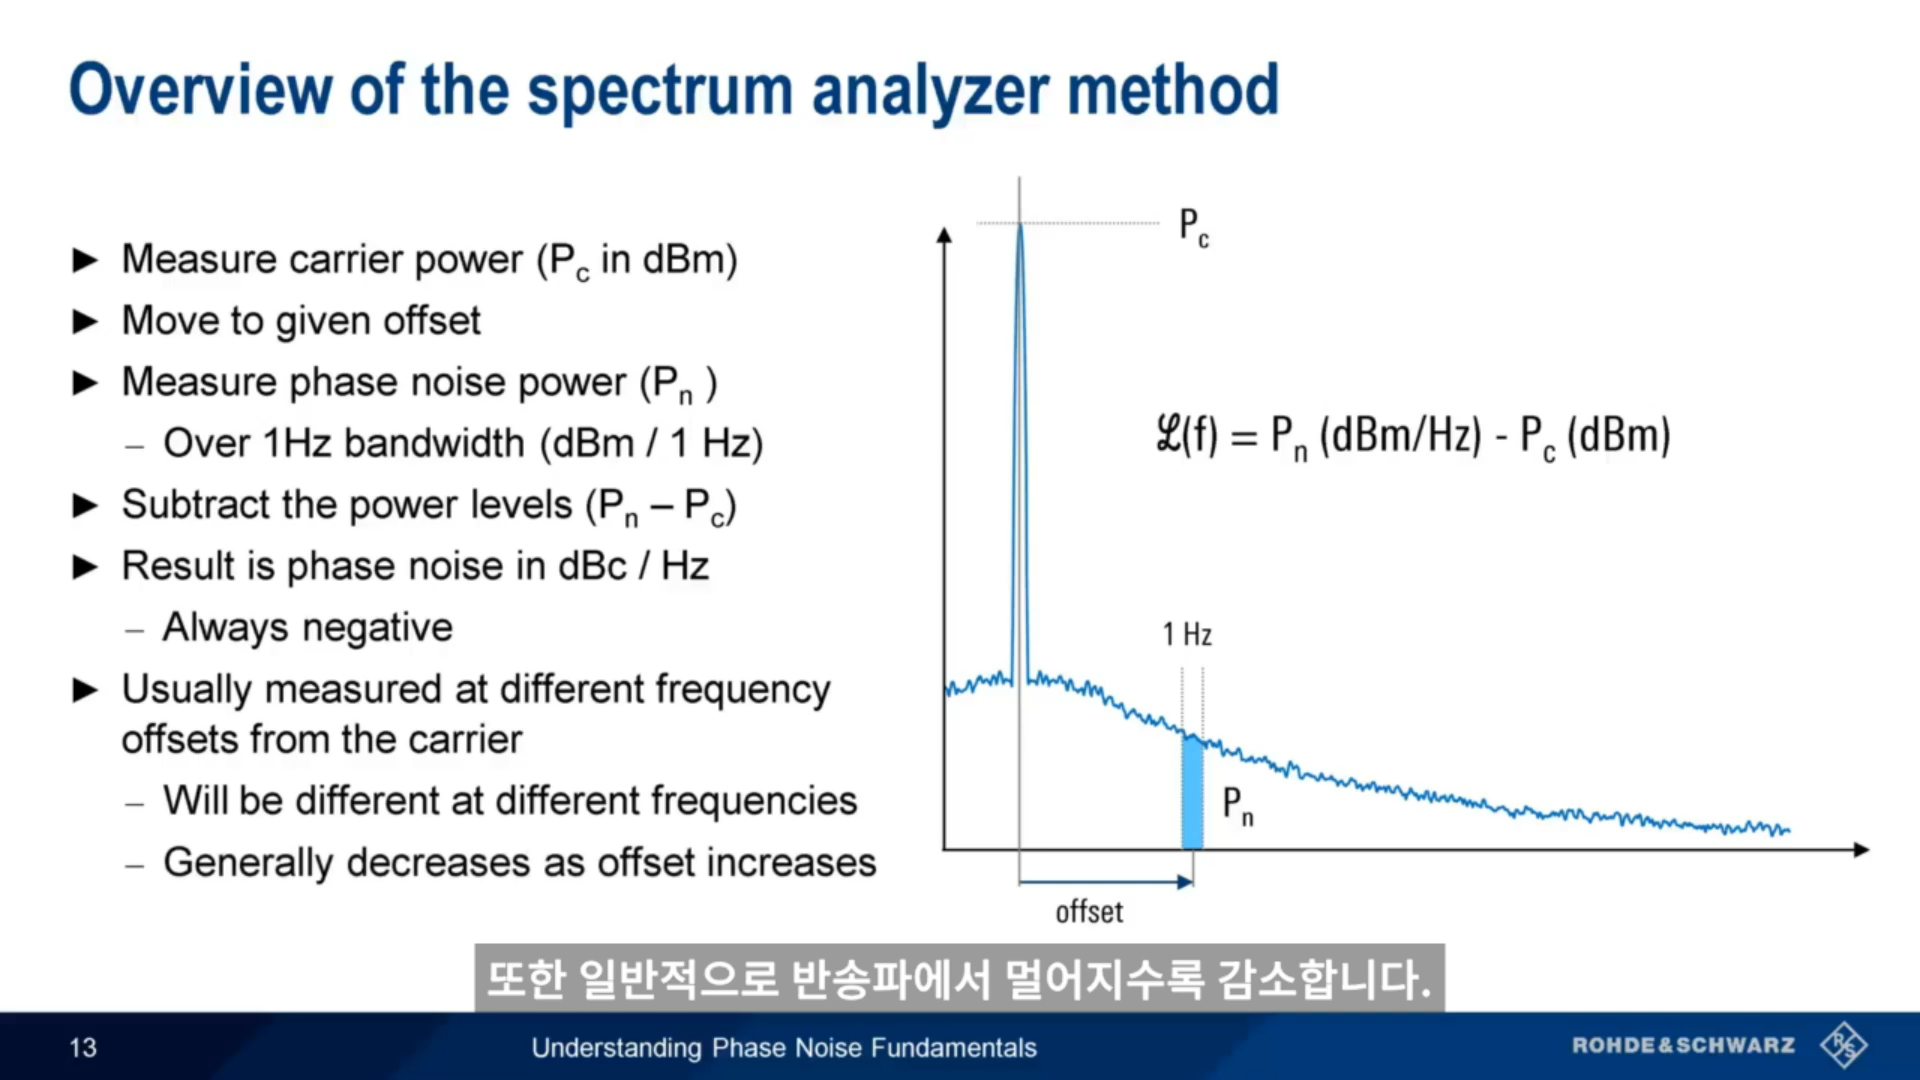 Overview of the spectrum analyzer method
► Measure carrier power (Pc in dBm)
► Move to given offset
► Measure phase noise power (Pn )
– Over 1Hz bandwidth (dBm / 1 Hz)
► Subtract the power levels (Pn – Pc)
► Result is phase noise in dBc / Hz
– Always negative
► Usually measured at different frequency
offsets from the carrier
– Will be different at different frequencies
– Generally decreases as offset increases
Pc
ℒ(f) = Pn (dBm/Hz) - Pc (dBm)
1 Hz
Pn
offset
또한 일반적으로 반송파에서 멀어지수록 감소합니다.
13
Understanding Phase Noise Fundamentals
ROHDE&SCHWARZ
R&S